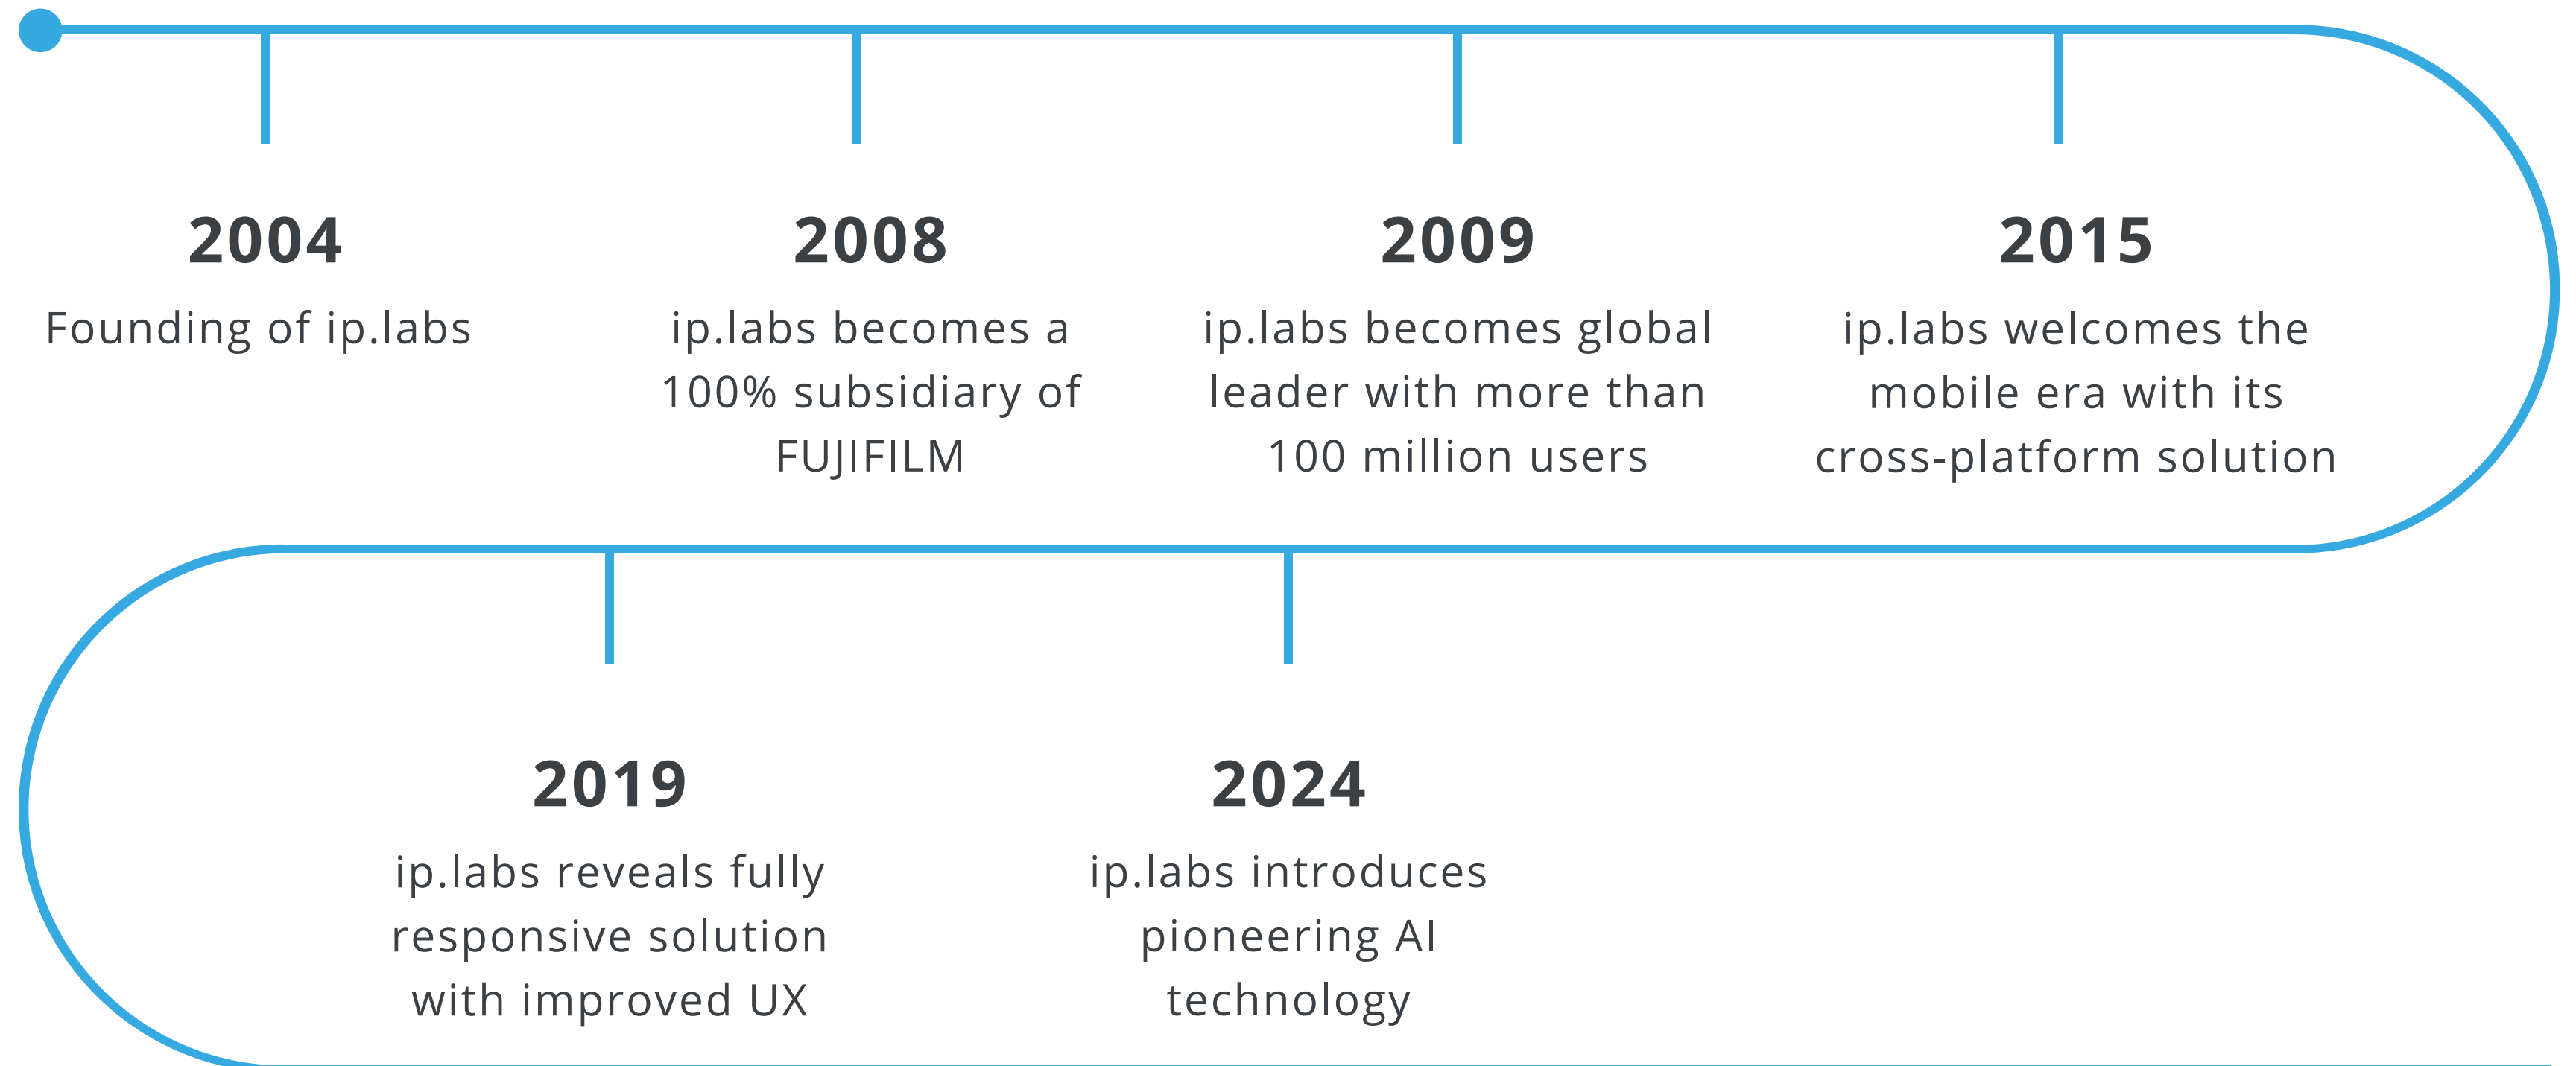 2004
Founding of ip.labs
2008
ip.labs becomes a
100% subsidiary of
FUJIFILM
2009
ip.labs becomes global
leader with more than
100 million users
2015
ip.labs welcomes the
mobile era with its
cross-platform solution
2019
ip.labs reveals fully
responsive solution
with improved UX
2024
ip.labs introduces
pioneering AI
technology